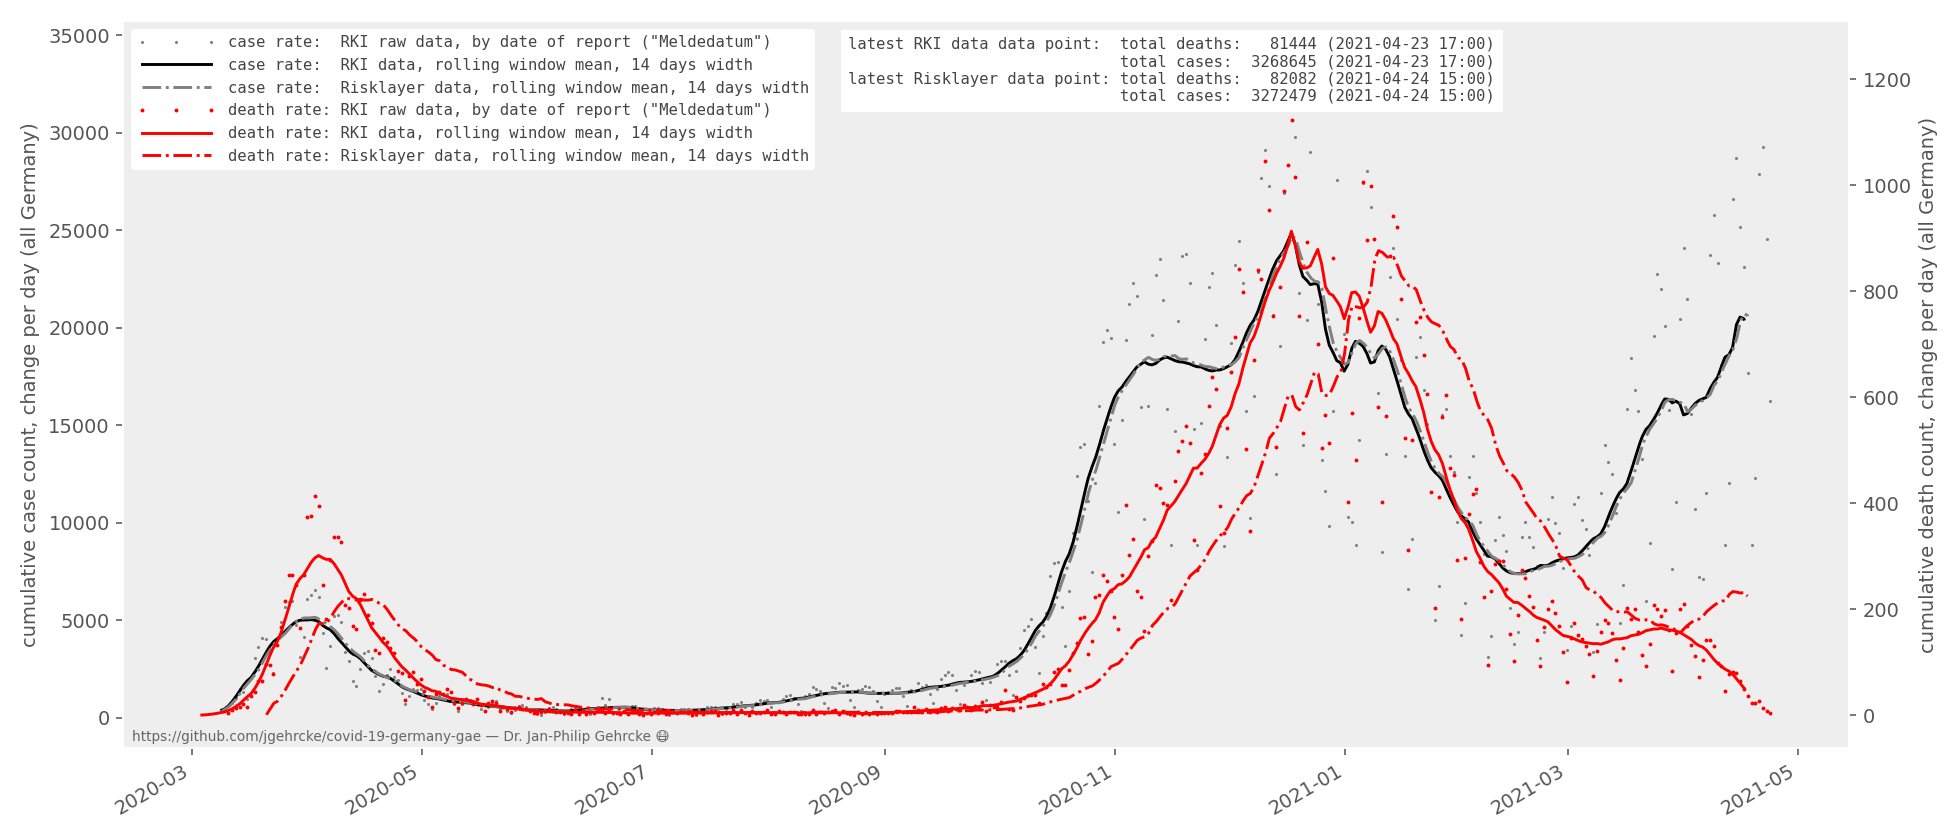 case rate:  RKI raw data, by date of report ("Meldedatum")
case rate:  RKI data, rolling window mean, 14 days width
case rate:  Risklayer data, rolling window mean, 14 days width
death rate: RKI raw data, by date of report ("Meldedatum")
death rate: RKI data, rolling window mean, 14 days width
death rate: Risklayer data, rolling window mean, 14 days width
latest RKI data data point:  total deaths:   81444 (2021-04-23 17:00)
total cases:  3268645 (2021-04-23 17:00)
latest Risklayer data point: total deaths:   82082 (2021-04-24 15:00)
total cases:  3272479 (2021-04-24 15:00)
cumulative case count, change per day (all Germany)
35000
30000
25000
20000
15000
10000
5000
0
1200
1000
800
600
400
200
0
cumulative death count, change per day (all Germany)
https://github.com/jgehrcke/covid-19-germany-gae — Dr. Jan-Philip Gehrcke 😷
2020-03
2020-05
2020-07
2020-09
2020-11
2021-01
2021-03
2021-05